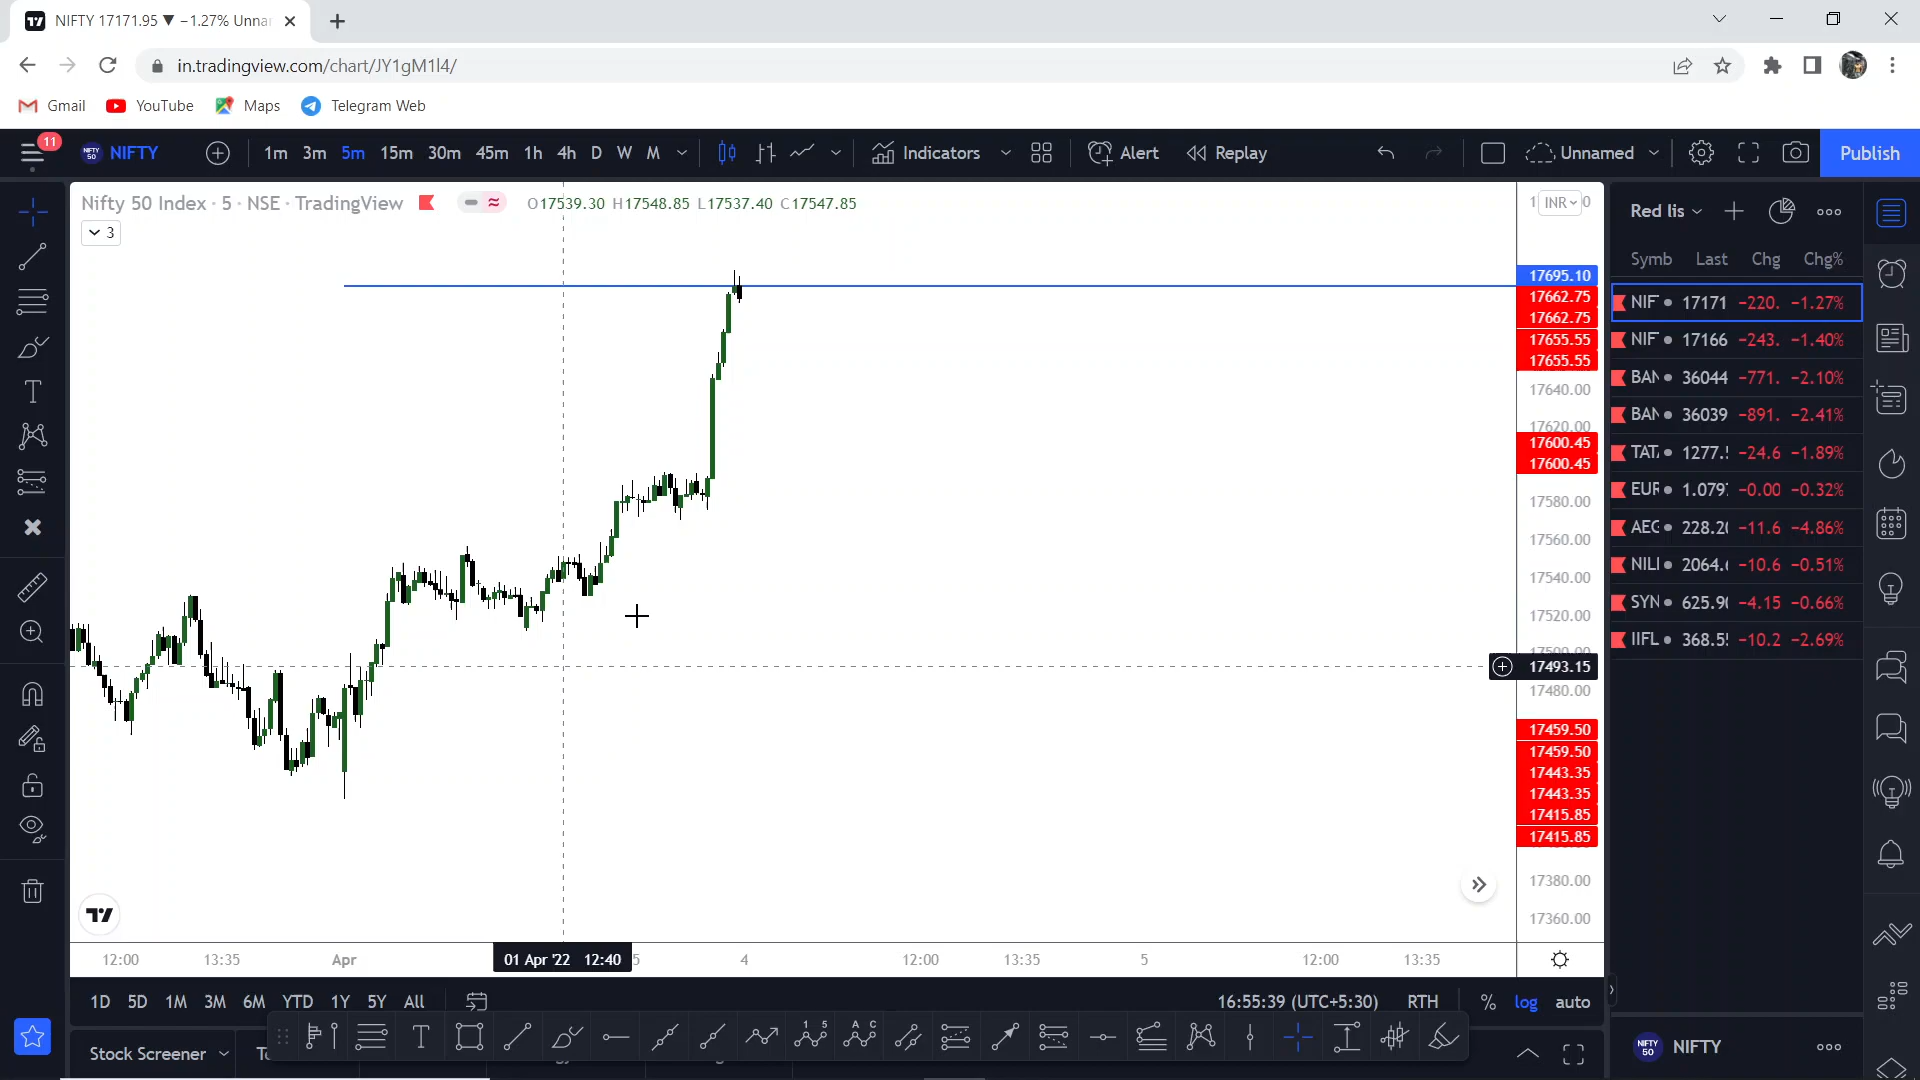 NIFTY 17171.95 ▼ −1.27% Unna
in.tradingview.com/chart/JY1gM1l4/
Gmail YouTube Maps Telegram Web
11 NIFTY 50 NIFTY 1m 3m 5m 15m 30m 45m 1h 4h D W M Indicators Alert Replay Unnamed Publish
Nifty 50 Index · 5 · NSE · TradingView O17539.30 H17548.85 L17537.40 C17547.85
3
1 INR 0
17695.10
17662.75
17662.75
17655.55
17655.55
17640.00
17620.00
17600.45
17600.45
17580.00
17560.00
17540.00
17520.00
17500.00
17493.15
17480.00
17459.50
17459.50
17443.35
17443.35
17415.85
17415.85
17380.00
17360.00
Red lis
Symb Last Chg Chg%
NIF 17171 −220. −1.27%
NIF 17166 −243. −1.40%
BAN 36044 −771. −2.10%
BAN 36039 −891. −2.41%
TAT 1277. −24.6 −1.89%
EUR 1.079 −0.00 −0.32%
AEG 228.20 −11.6 −4.86%
NILI 2064. −10.6 −0.51%
SYN 625.90 −4.15 −0.66%
IIFL 368.5 −10.2 −2.69%
12:00 13:35 Apr 01 Apr '22 12:40 5 4 12:00 13:35 5 12:00 13:35
1D 5D 1M 3M 6M YTD 1Y 5Y All 16:55:39 (UTC+5:30) RTH % log auto
Stock Screener
NIFTY 50 NIFTY